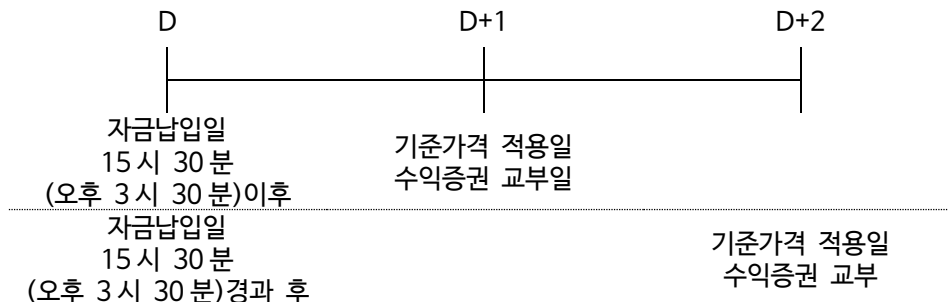 D D+1 D+2
자금납입일
15시 30분
(오후 3시 30분)이후
기준가격 적용일
수익증권 교부일
자금납입일
15시 30분
(오후 3시 30분)경과 후
기준가격 적용일
수익증권 교부